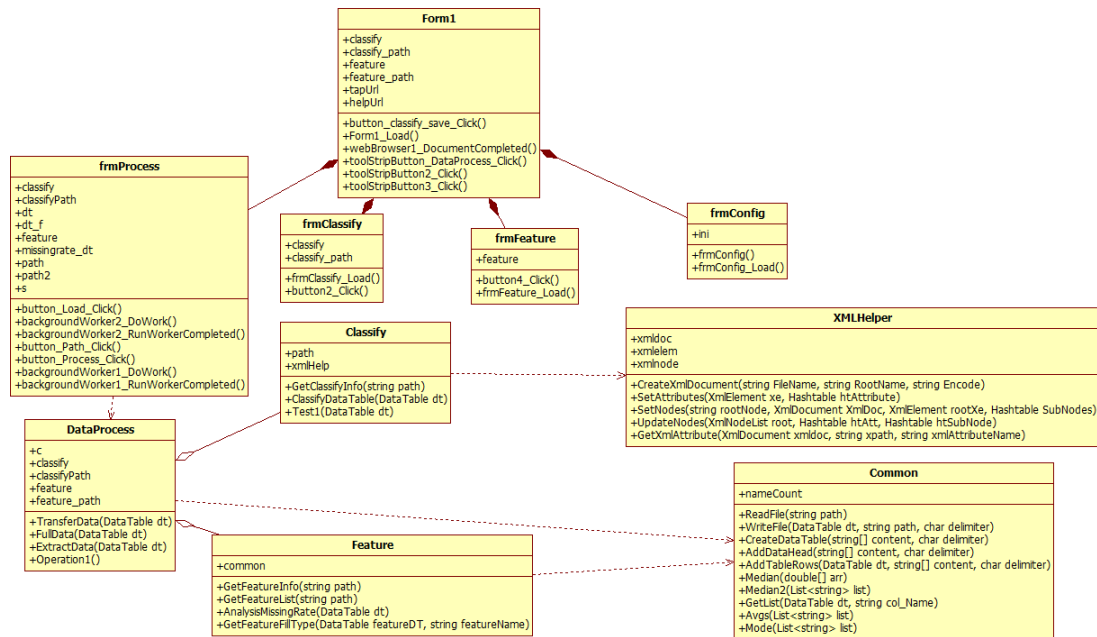 Form1
+classify
+classify_path
+feature
+feature_path
+tapUrl
+helpUrl
+button_classify_save_Click()
+Form1_Load()
+webBrowser1_DocumentCompleted()
+toolStripButton_DataProcess_Click()
+toolStripButton2_Click()
+toolStripButton3_Click()
frmProcess
+classify
+classifyPath
+dt
+dt_f
+feature
+missingrate_dt
+path
+path2
+s
+button_Load_Click()
+backgroundWorker2_DoWork()
+backgroundWorker2_RunWorkerCompleted()
+button_Path_Click()
+button_Process_Click()
+backgroundWorker1_DoWork()
+backgroundWorker1_RunWorkerCompleted()
frmClassify
+classify
+classify_path
+frmClassify_Load()
+button2_Click()
frmFeature
+feature
+button4_Click()
+frmFeature_Load()
frmConfig
+ini
+frmConfig()
+frmConfig_Load()
Classify
+path
+xmlHelp
+GetClassifyInfo(string path)
+ClassifyDataTable(DataTable dt)
+Test1(DataTable dt)
XMLHelper
+xmldoc
+xmlelem
+xmlnode
+CreateXmlDocument(string FileName, string RootName, string Encode)
+SetAttributes(XmlElement xe, Hashtable htAttribute)
+SetNodes(string rootNode, XmlDocument XmlDoc, XmlElement rootXe, Hashtable SubNodes)
+UpdateNodes(XmlNodeList root, Hashtable htAtt, Hashtable htSubNode)
+GetXmlAttribute(XmlDocument xmldoc, string xpath, string xmlAttributeName)
DataProcess
+c
+classify
+classifyPath
+feature
+feature_path
+TransferData(DataTable dt)
+FullData(DataTable dt)
+ExtractData(DataTable dt)
+Operation1()
Feature
+common
+GetFeatureInfo(string path)
+GetFeatureList(string path)
+AnalysisMissingRate(DataTable dt)
+GetFeatureFillType(DataTable featureDT, string featureName)
Common
+nameCount
+ReadFile(string path)
+WriteFile(DataTable dt, string path, char delimiter)
+CreateDataTable(string[] content, char delimiter)
+AddDataHead(string[] content, char delimiter)
+AddTableRows(DataTable dt, string[] content, char delimiter)
+Median(double[] arr)
+Median2(List<string> list)
+GetList(DataTable dt, string col_Name)
+Avgs(List<string> list)
+Mode(List<string> list)